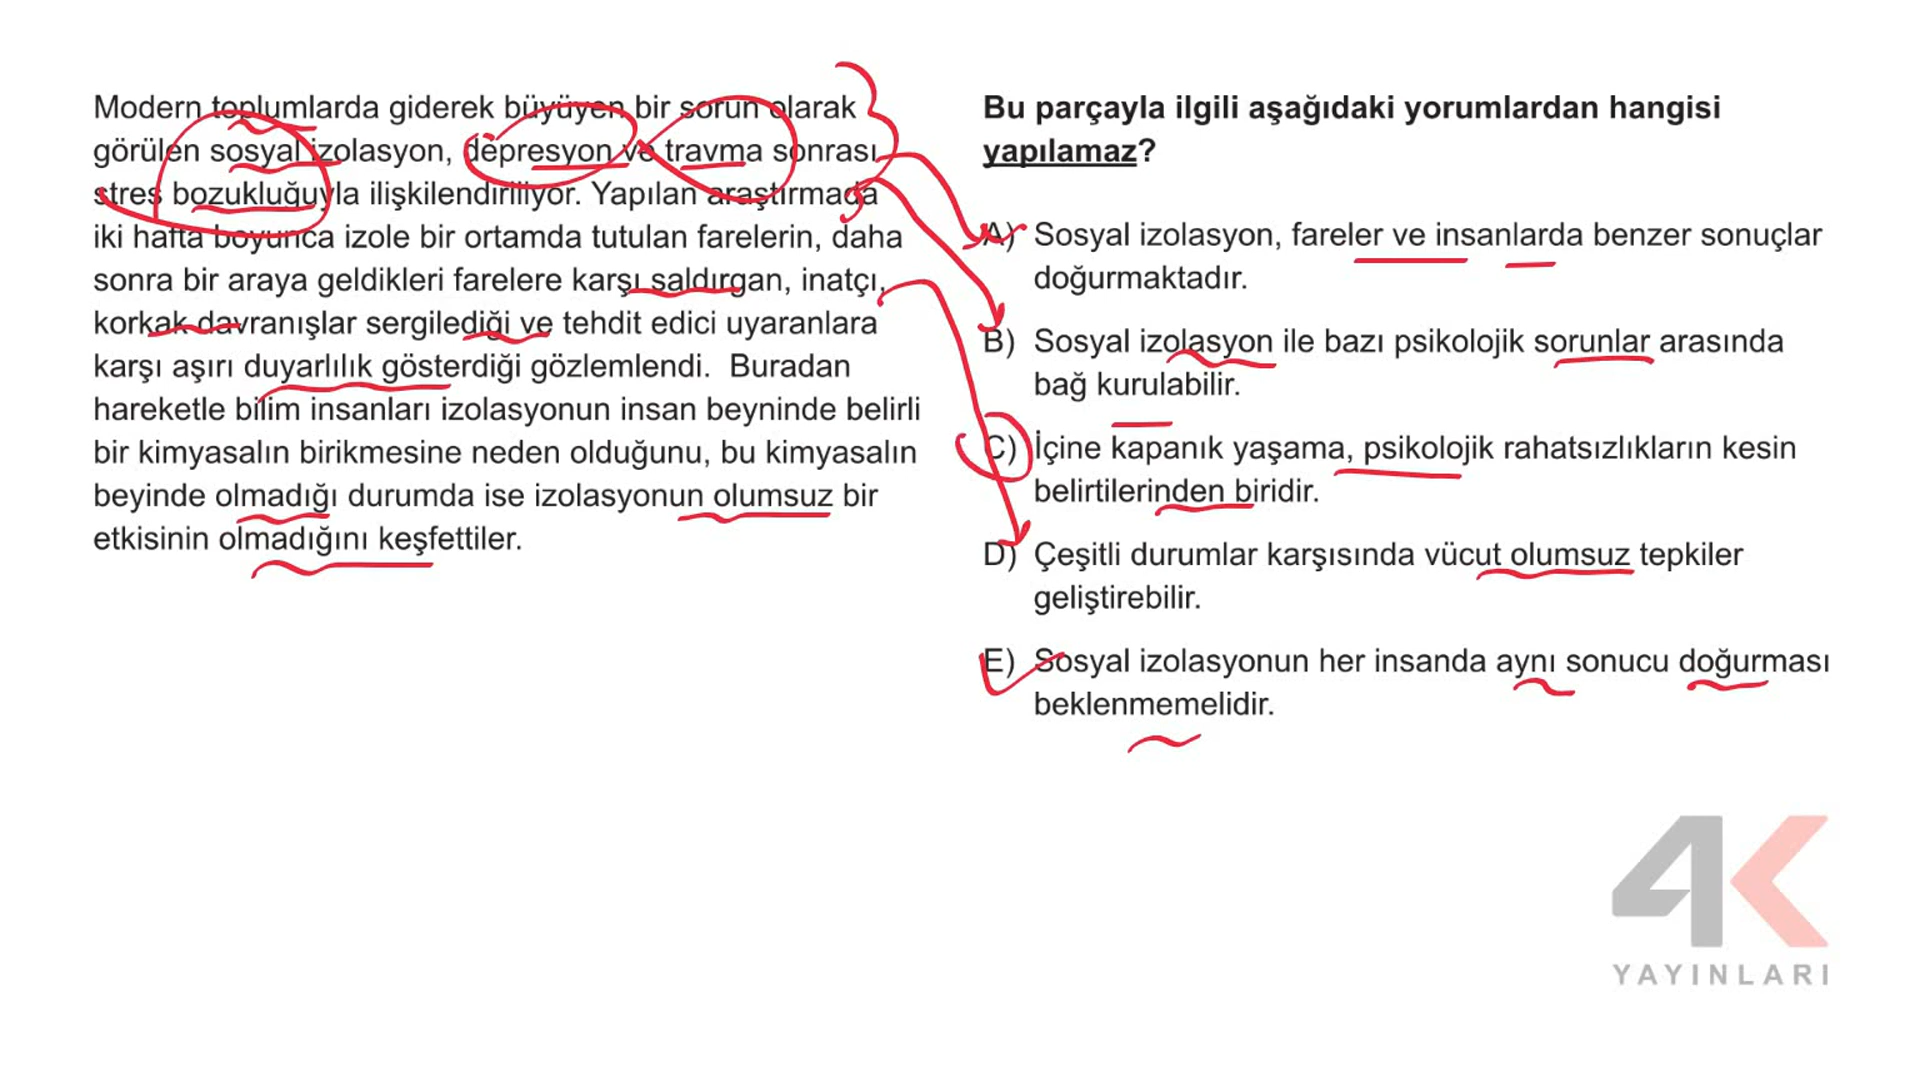 Modern toplumlarda giderek büyüyen bir sorun olarak
görülen sosyal izolasyon, depresyon ve travma sonrası
stres bozukluğuyla ilişkilendiriliyor. Yapılan araştırmada
iki hafta boyunca izole bir ortamda tutulan farelerin, daha
sonra bir araya geldikleri farelere karşı saldırgan, inatçı,
korkak davranışlar sergilediği ve tehdit edici uyaranlara
karşı aşırı duyarlılık gösterdiği gözlemlendi. Buradan
hareketle bilim insanları izolasyonun insan beyninde belirli
bir kimyasalın birikmesine neden olduğunu, bu kimyasalın
beyinde olmadığı durumda ise izolasyonun olumsuz bir
etkisinin olmadığını keşfettiler.
Bu parçayla ilgili aşağıdaki yorumlardan hangisi
yapılamaz?
A) Sosyal izolasyon, fareler ve insanlarda benzer sonuçlar
doğurmaktadır.
B) Sosyal izolasyon ile bazı psikolojik sorunlar arasında
bağ kurulabilir.
C) İçine kapanık yaşama, psikolojik rahatsızlıkların kesin
belirtilerinden biridir.
D) Çeşitli durumlar karşısında vücut olumsuz tepkiler
geliştirebilir.
E) Sosyal izolasyonun her insanda aynı sonucu doğurması
beklenmemelidir.
4K
YAYINLARI